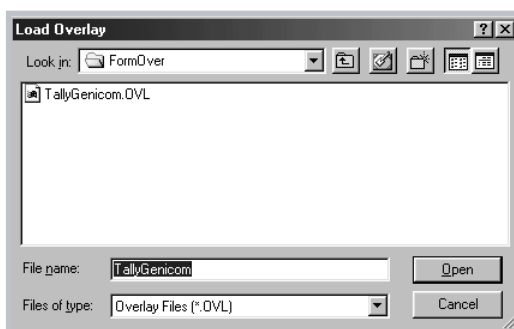 Load Overlay
Look in: FormOver
TallyGenicom.OVL
File name: TallyGenicom Open
Files of type: Overlay Files (*.OVL) Cancel